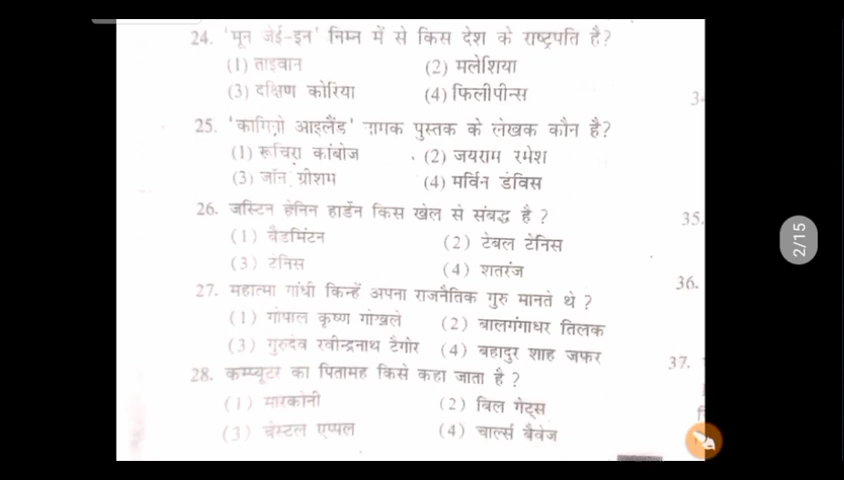 24. 'मून जेई-इन' निम्न में से किस देश के राष्ट्रपति है?
(1) ताइवान (2) मलेशिया
(3) दक्षिण कोरिया (4) फिलीपीन्स
25. 'कामिनो आइलैंड' नामक पुस्तक के लेखक कौन है?
(1) रूचिरा कांबोज (2) जयराम रमेश
(3) जॉन ग्रीशम (4) मर्विन डेविस
26. जस्टिन हेनिन हार्डेन किस खेल से संबद्ध है ?
(1) बैडमिंटन (2) टेबल टेनिस
(3) टेनिस (4) शतरंज
27. महात्मा गांधी किन्हें अपना राजनैतिक गुरु मानते थे ?
(1) गोपाल कृष्ण गोखले (2) बालगंगाधर तिलक
(3) गुरुदेव रवीन्द्रनाथ टैगोर (4) बहादुर शाह जफर
28. कम्प्यूटर का पितामह किसे कहा जाता है ?
(1) मारकोनी (2) बिल गेट्स
(3) वेस्टल एप्पल (4) चार्ल्स बैवेज
35.
36.
37.
2/15